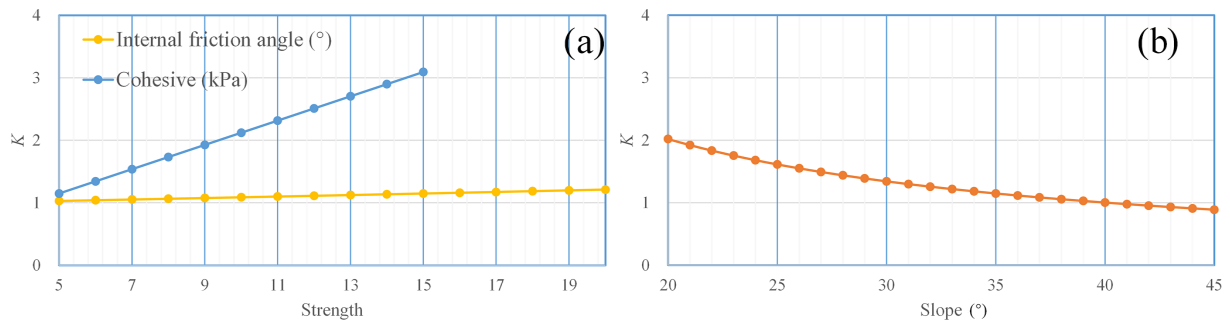 4
3
2
1
0
K
Internal friction angle (°)
Cohesive (kPa)
(a)
5 7 9 11 13 15 17 19
Strength
4
3
2
1
0
K
(b)
20 25 30 35 40 45
Slope (°)